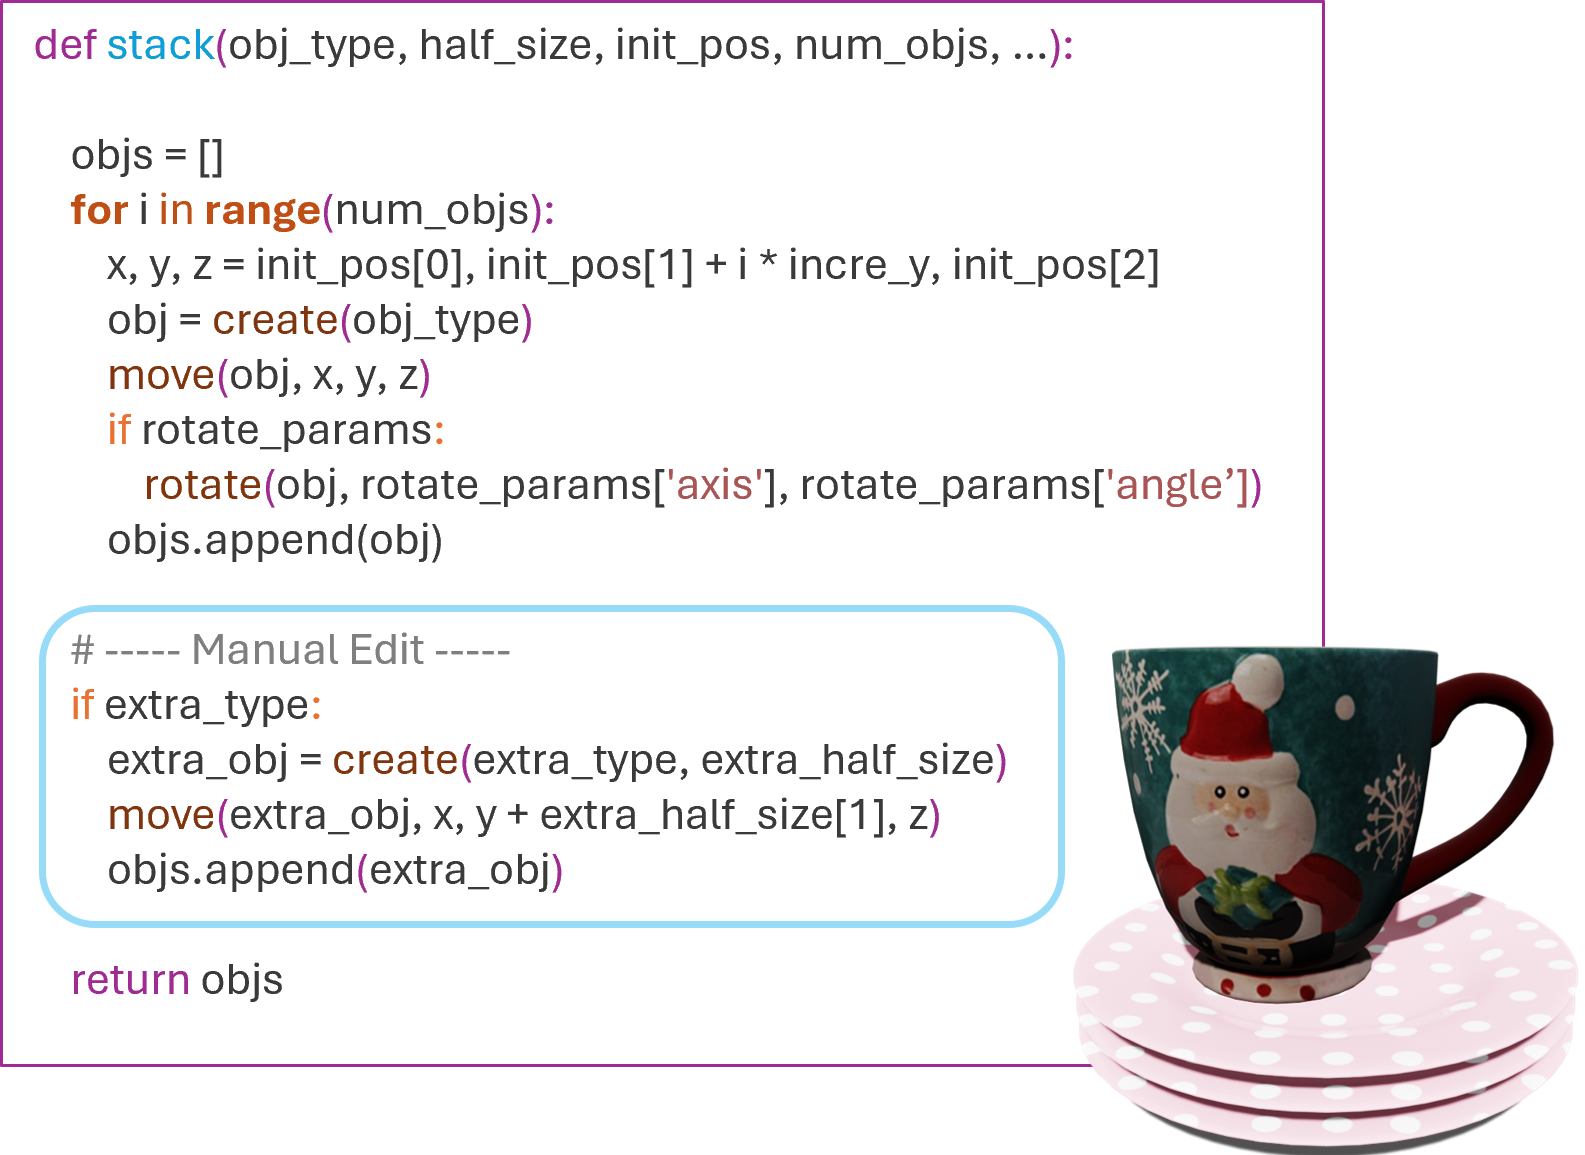 def stack(obj_type, half_size, init_pos, num_objs, ...):
objs = []
for i in range(num_objs):
x, y, z = init_pos[0], init_pos[1] + i * incre_y, init_pos[2]
obj = create(obj_type)
move(obj, x, y, z)
if rotate_params:
rotate(obj, rotate_params['axis'], rotate_params['angle’])
objs.append(obj)
# ----- Manual Edit -----
if extra_type:
extra_obj = create(extra_type, extra_half_size)
move(extra_obj, x, y + extra_half_size[1], z)
objs.append(extra_obj)
return objs